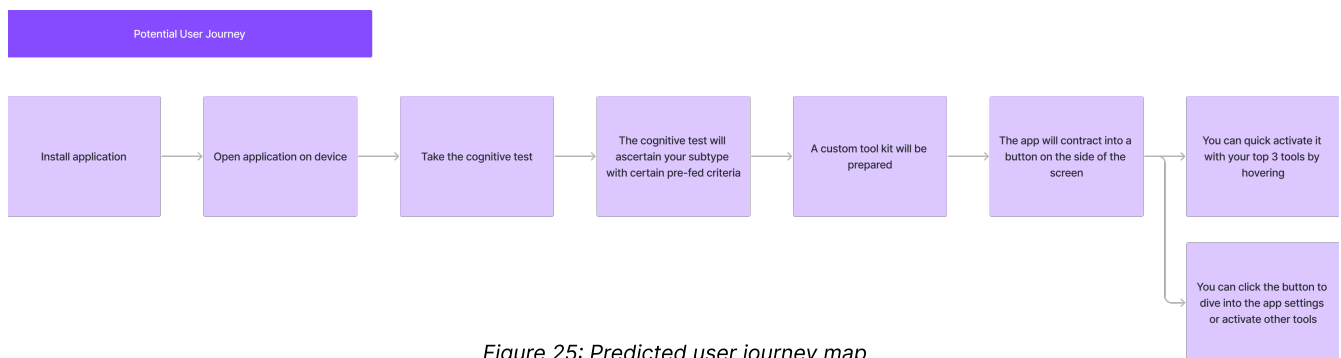 Potential User Journey
Install application
Open application on device
Take the cognitive test
The cognitive test will
ascertain your subtype
with certain pre-fed criteria
A custom tool kit will be
prepared
The app will contract into a
button on the side of the
screen
You can quick activate it
with your top 3 tools by
hovering
You can click the button to
dive into the app settings
or activate other tools
Figure 25: Predicted user journey map